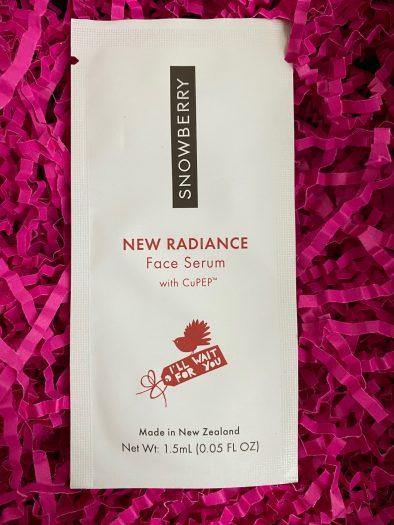 SNOWBERRY
NEW RADIANCE
Face Serum
with CuPEP™
I'LL WAIT
FOR YOU
Made in New Zealand
Net Wt: 1.5mL (0.05 FL OZ)